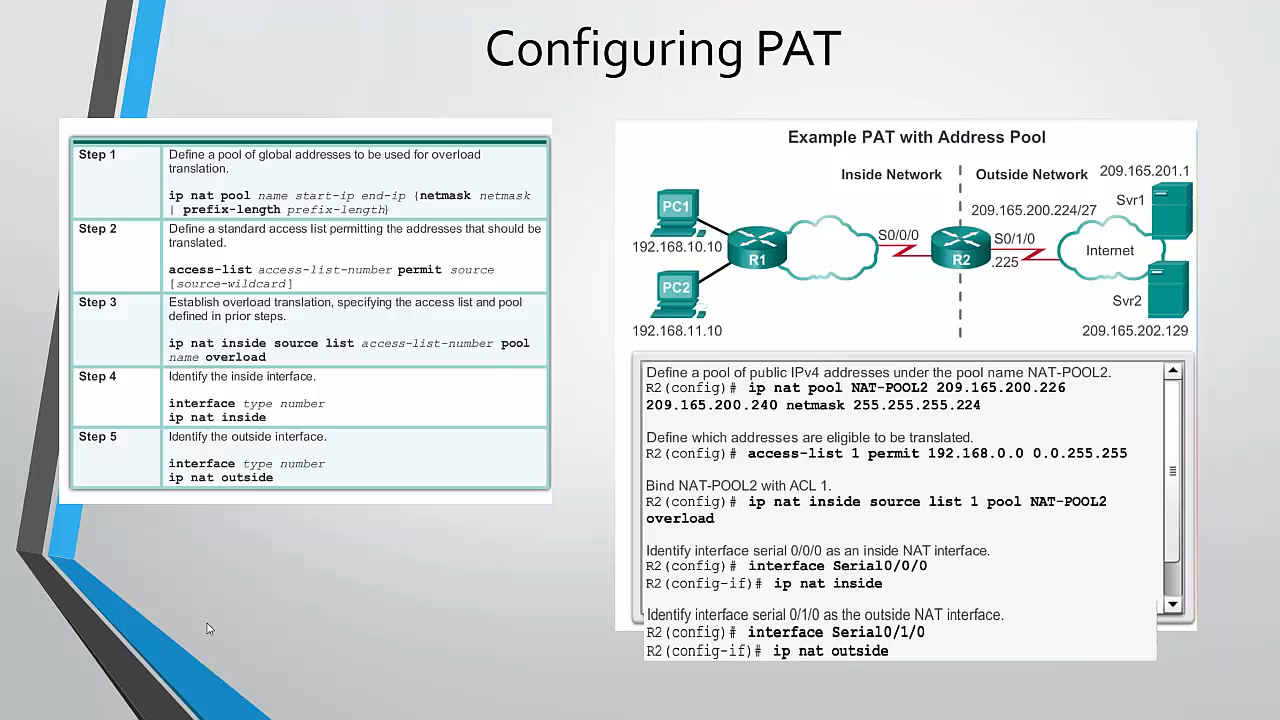 Configuring PAT
Step 1
Define a pool of global addresses to be used for overload
translation.
ip nat pool name start-ip end-ip {netmask netmask
| prefix-length prefix-length}
Step 2
Define a standard access list permitting the addresses that should be
translated.
access-list access-list-number permit source
[source-wildcard]
Step 3
Establish overload translation, specifying the access list and pool
defined in prior steps.
ip nat inside source list access-list-number pool
name overload
Step 4
Identify the inside interface.
interface type number
ip nat inside
Step 5
Identify the outside interface.
interface type number
ip nat outside
Example PAT with Address Pool
Inside Network
Outside Network
209.165.201.1
PC1
192.168.10.10
PC2
192.168.11.10
R1
S0/0/0
R2
209.165.200.224/27
S0/1/0
.225
Internet
Svr1
Svr2
209.165.202.129
Define a pool of public IPv4 addresses under the pool name NAT-POOL2.
R2(config)# ip nat pool NAT-POOL2 209.165.200.226
209.165.200.240 netmask 255.255.255.224
Define which addresses are eligible to be translated.
R2(config)# access-list 1 permit 192.168.0.0 0.0.255.255
Bind NAT-POOL2 with ACL 1.
R2(config)# ip nat inside source list 1 pool NAT-POOL2
overload
Identify interface serial 0/0/0 as an inside NAT interface.
R2(config)# interface Serial0/0/0
R2(config-if)# ip nat inside
Identify interface serial 0/1/0 as the outside NAT interface.
R2(config)# interface Serial0/1/0
R2(config-if)# ip nat outside